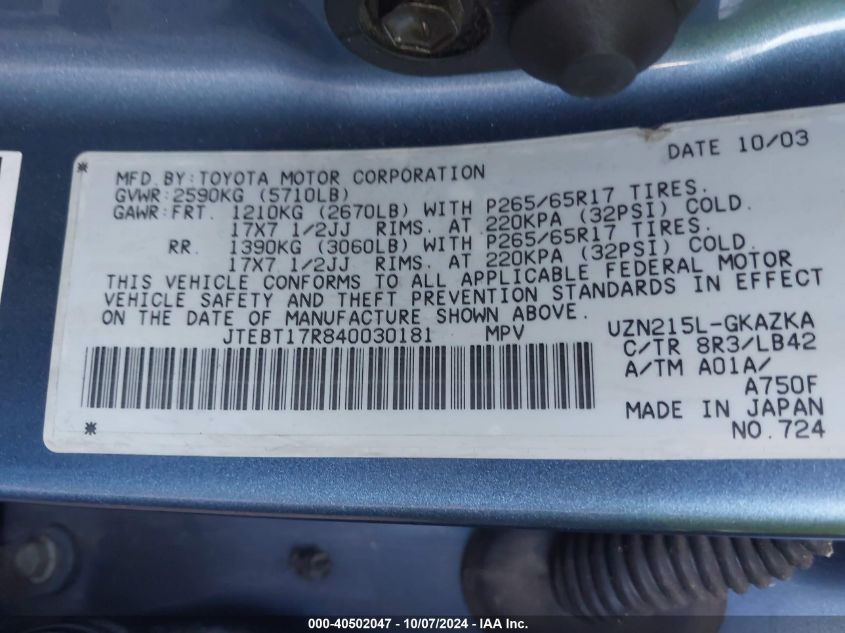 DATE 10/03
MFD. BY: TOYOTA MOTOR CORPORATION
GVWR: 2590KG (5710LB)
GAWR: FRT. 1210KG (2670LB) WITH P265/65R17 TIRES.
17X7 1/2JJ RIMS. AT 220KPA (32PSI) COLD.
RR. 1390KG (3060LB) WITH P265/65R17 TIRES.
17X7 1/2JJ RIMS. AT 220KPA (32PSI) COLD.
THIS VEHICLE CONFORMS TO ALL APPLICABLE FEDERAL MOTOR
VEHICLE SAFETY AND THEFT PREVENTION STANDARDS IN EFFECT
ON THE DATE OF MANUFACTURE SHOWN ABOVE.
JTEBT17R840030181 MPV UZN215L-GKAZKA
C/TR 8R3/LB42
A/TM A01A/
A750F
MADE IN JAPAN
NO. 724
000-40502047 - 10/07/2024 - IAA Inc.